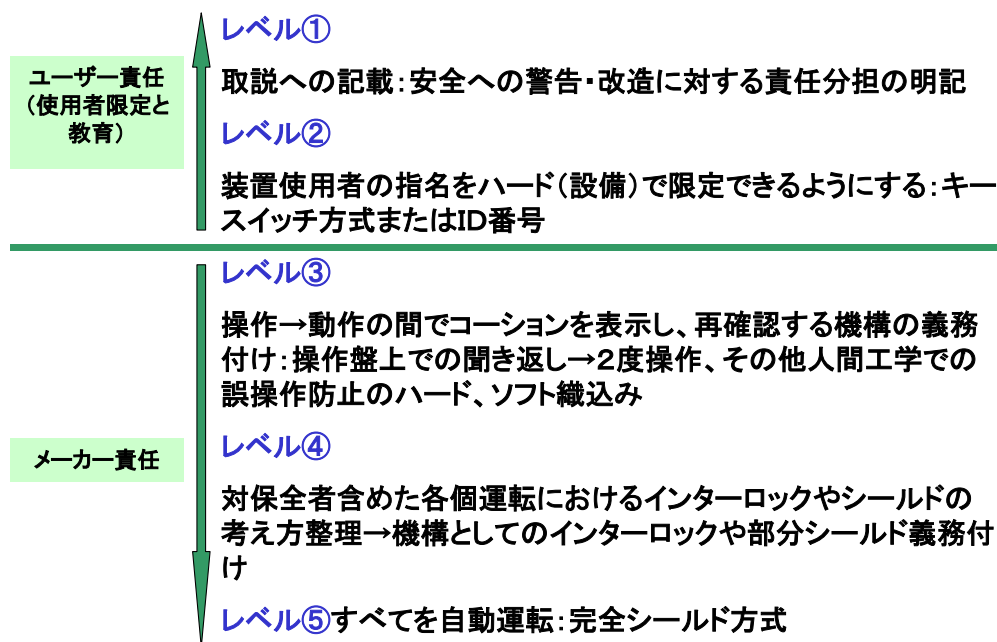 レベル①
ユーザー責任
（使用者限定と
教育）
取説への記載：安全への警告・改造に対する責任分担の明記
レベル②
装置使用者の指名をハード（設備）で限定できるようにする：キー
スイッチ方式またはID番号
レベル③
操作→動作の間でコーションを表示し、再確認する機構の義務
付け：操作盤上での聞き返し→２度操作、その他人間工学での
誤操作防止のハード、ソフト織込み
メーカー責任
レベル④
対保全者含めた各個運転におけるインターロックやシールドの
考え方整理→機構としてのインターロックや部分シールド義務付
け
レベル⑤すべてを自動運転：完全シールド方式